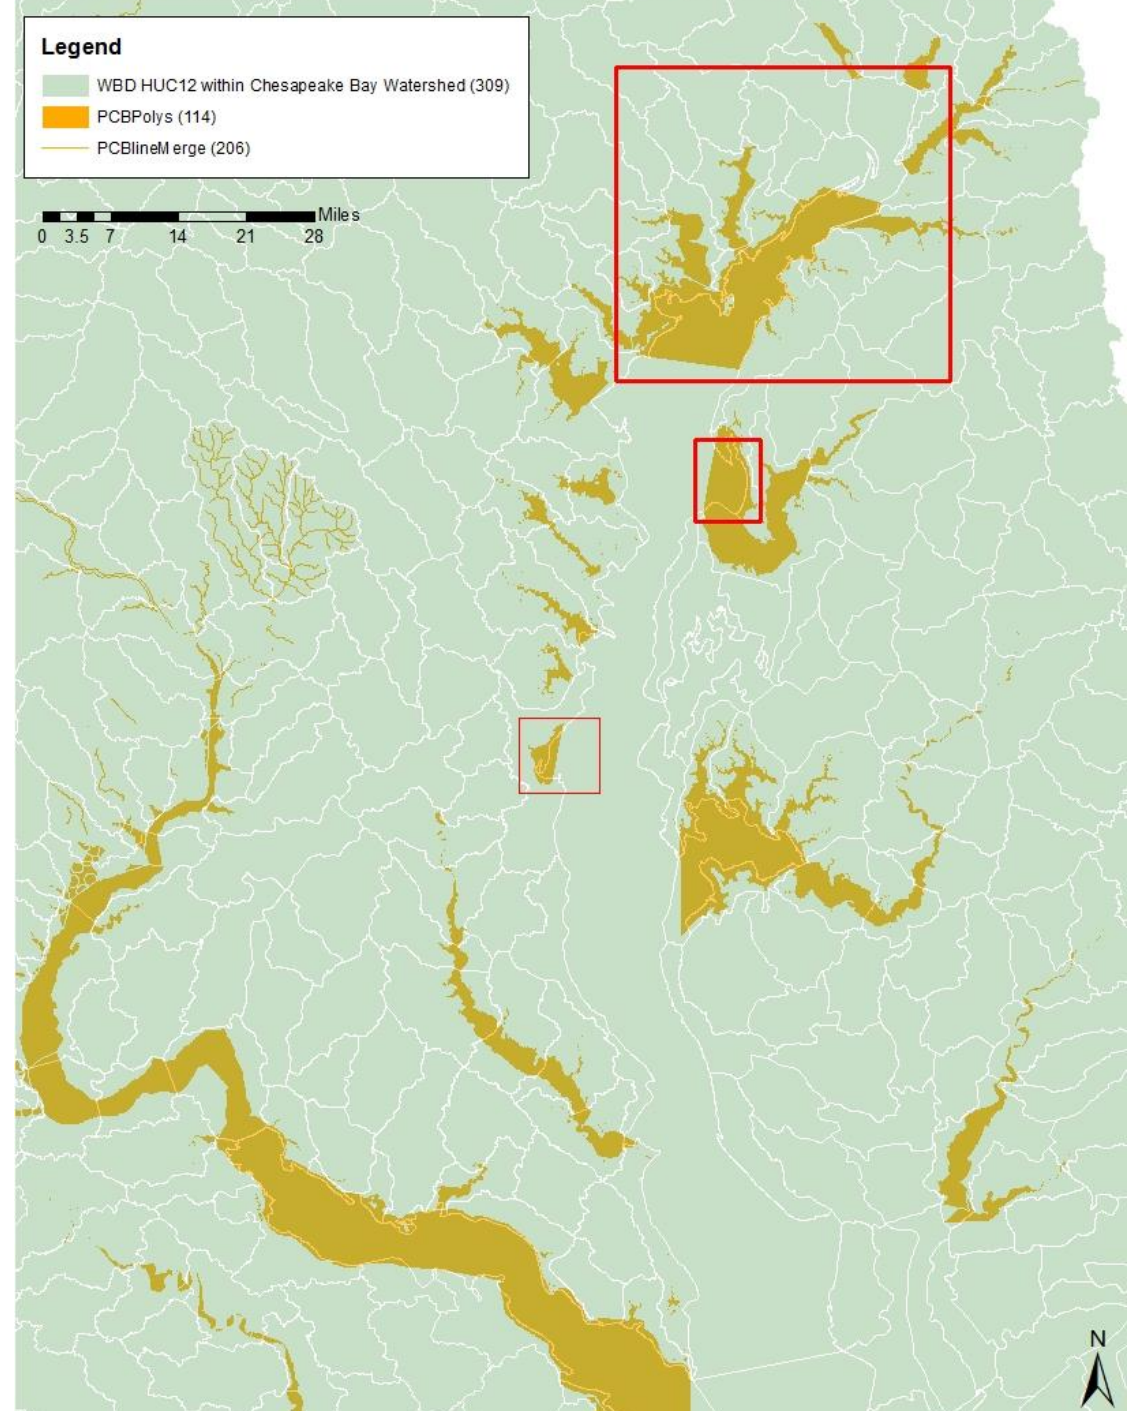 Legend
WBD HUC12 within Chesapeake Bay Watershed (309)
PCBPolys (114)
PCBlineMerge (206)
Miles
0 3.5 7 14 21 28
N